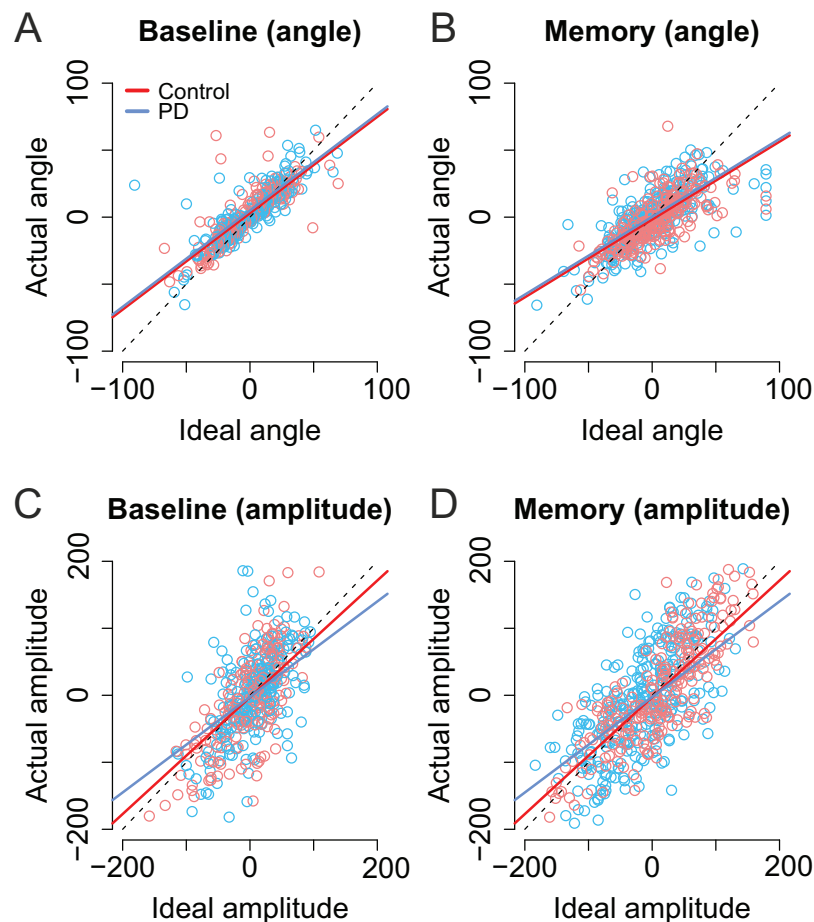 A Baseline (angle)
100
0
−100
Actual angle
Control
PD
−100 0 100
Ideal angle
B Memory (angle)
100
0
−100
Actual angle
−100 0 100
Ideal angle
C Baseline (amplitude)
200
0
−200
Actual amplitude
−200 0 200
Ideal amplitude
D Memory (amplitude)
200
0
−200
Actual amplitude
−200 0 200
Ideal amplitude